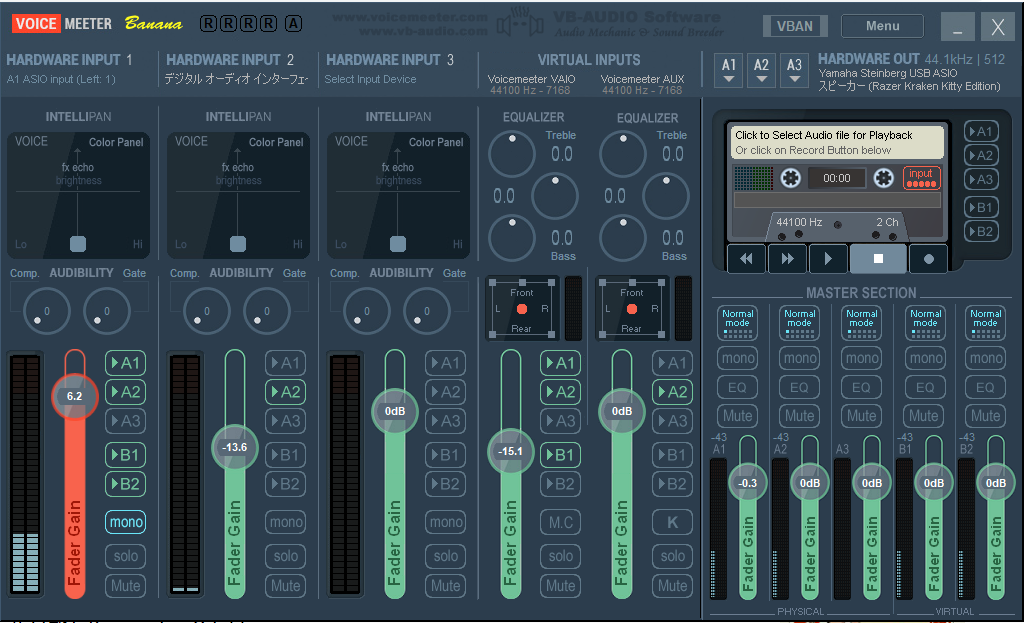 VOICE MEETER Banana R R R R A
www.voicemeeter.com
www.vb-audio.com
VB-AUDIO Software
Audio Mechanic & Sound Breeder
VBAN
Menu
HARDWARE INPUT 1
A1 ASIO input (Left: 1)
HARDWARE INPUT 2
デジタル オーディオ インターフェ
HARDWARE INPUT 3
Select Input Device
VIRTUAL INPUTS
Voicemeeter VAIO
44100 Hz - 7168
Voicemeeter AUX
44100 Hz - 7168
A1 A2 A3
HARDWARE OUT 44.1kHz | 512
Yamaha Steinberg USB ASIO
スピーカー (Razer Kraken Kitty Edition)
INTELLIPAN
VOICE Color Panel
fx echo
brightness
Lo Hi
INTELLIPAN
VOICE Color Panel
fx echo
brightness
Lo Hi
INTELLIPAN
VOICE Color Panel
fx echo
brightness
Lo Hi
EQUALIZER
Treble
0.0
0.0
0.0
Bass
EQUALIZER
Treble
0.0
0.0
0.0
Bass
Click to Select Audio file for Playback
Or click on Record Button below
00:00
input
44100 Hz 2 Ch
A1
A2
A3
B1
B2
Comp. AUDIBILITY Gate
0 0
Comp. AUDIBILITY Gate
0 0
Comp. AUDIBILITY Gate
0 0
Front
L R
Rear
Front
L R
Rear
6.2
Fader Gain
A1
A2
A3
B1
B2
mono
solo
Mute
-13.6
Fader Gain
A1
A2
A3
B1
B2
mono
solo
Mute
0dB
Fader Gain
A1
A2
A3
B1
B2
mono
solo
Mute
-15.1
Fader Gain
A1
A2
A3
B1
B2
M.C
solo
Mute
0dB
Fader Gain
A1
A2
A3
B1
B2
K
solo
Mute
MASTER SECTION
Normal mode
mono
EQ
Mute
-43
A1
-0.3
Fader Gain
Normal mode
mono
EQ
Mute
-43
A2
0dB
Fader Gain
Normal mode
mono
EQ
Mute
A3
0dB
Fader Gain
Normal mode
mono
EQ
Mute
-43
B1
0dB
Fader Gain
Normal mode
mono
EQ
Mute
-43
B2
0dB
Fader Gain
PHYSICAL
VIRTUAL